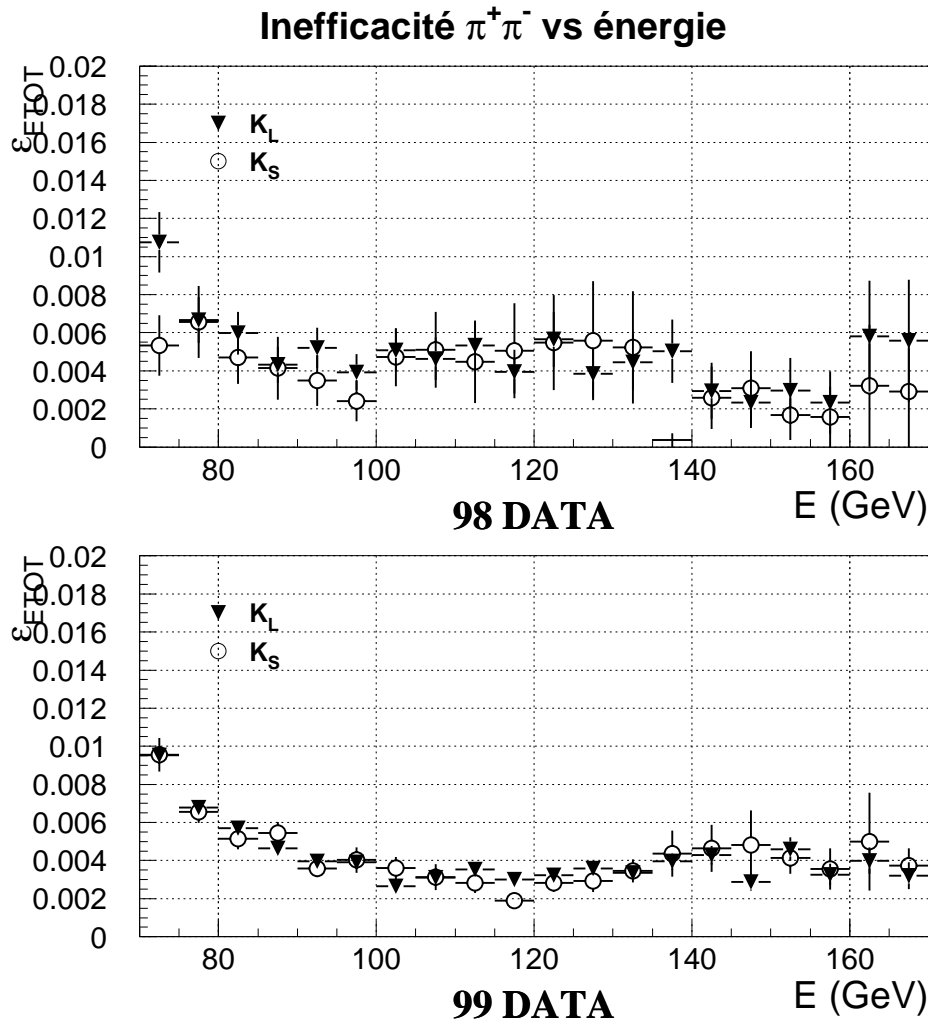 Inefficacité π⁺π⁻ vs énergie
ε_ETOT
0.02
0.018
0.016
0.014
0.012
0.01
0.008
0.006
0.004
0.002
0
K_L
K_S
80 100 120 140 160
98 DATA
E (GeV)
ε_ETOT
0.02
0.018
0.016
0.014
0.012
0.01
0.008
0.006
0.004
0.002
0
K_L
K_S
80 100 120 140 160
99 DATA
E (GeV)